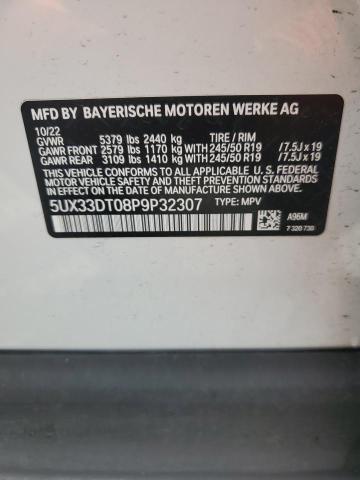 MFD BY BAYERISCHE MOTOREN WERKE AG
10/22
GVWR 5379 lbs 2440 kg TIRE / RIM
GAWR FRONT 2579 lbs 1170 kg WITH 245/50 R19 / 7.5J x 19
GAWR REAR 3109 lbs 1410 kg WITH 245/50 R19 / 7.5J x 19
THIS VEHICLE CONFORMS TO ALL APPLICABLE U.S. FEDERAL
MOTOR VEHICLE SAFETY STANDARDS IN EFFECT ON THE
DATE OF MANUFACTURE SHOWN ABOVE.
5UX33DT08P9P32307 TYPE: MPV
A96M
7 320 730